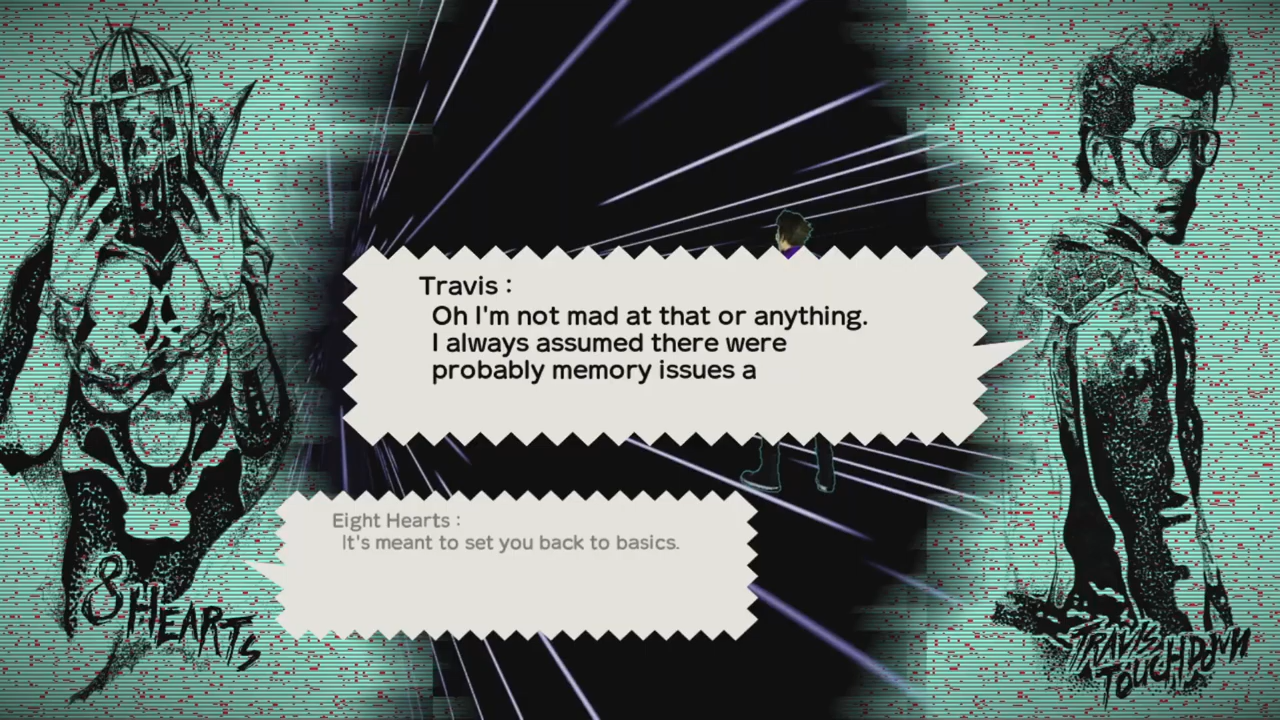 Travis :
Oh I'm not mad at that or anything.
I always assumed there were
probably memory issues a
Eight Hearts :
It's meant to set you back to basics.
8 HEARTS
TRAVIS
TOUCHDOWN